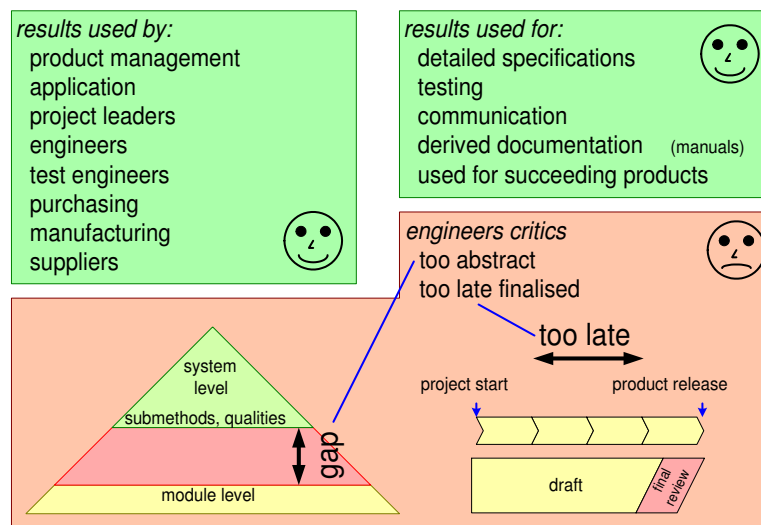 results used by:
product management
application
project leaders
engineers
test engineers
purchasing
manufacturing
suppliers
results used for:
detailed specifications
testing
communication
derived documentation (manuals)
used for succeeding products
engineers critics
too abstract
too late finalised
too late
project start
product release
draft
final
review
system
level
submethods, qualities
gap
module level